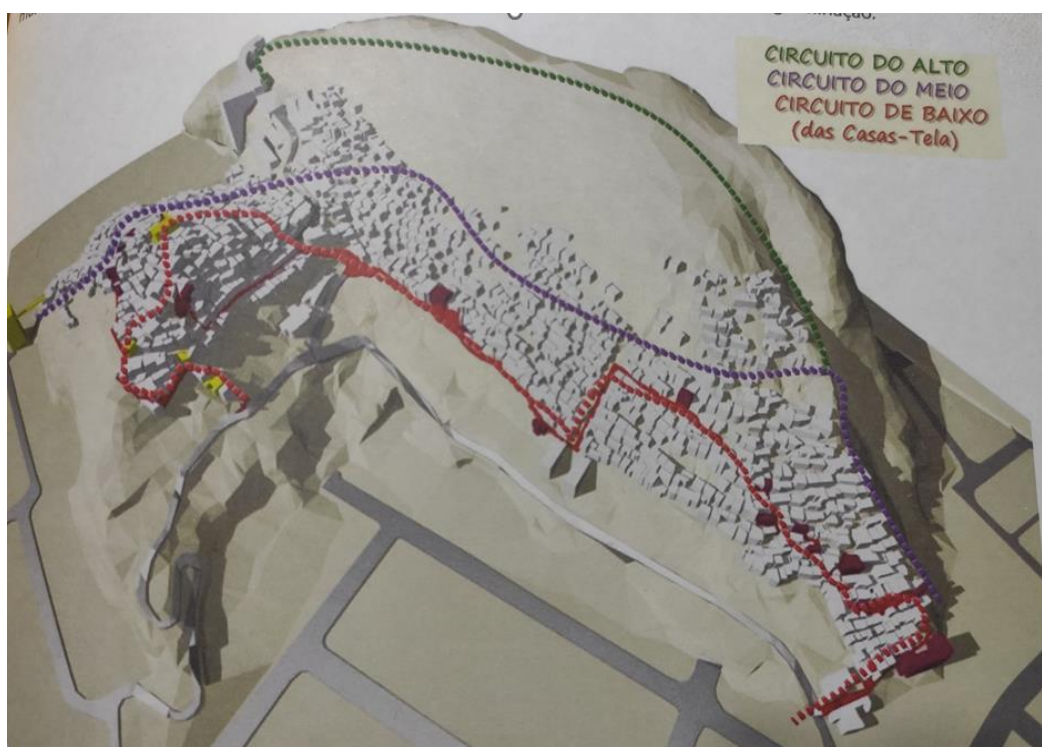 CIRCUITO DO ALTO
CIRCUITO DO MEIO
CIRCUITO DE BAIXO
(das Casas-Tela)